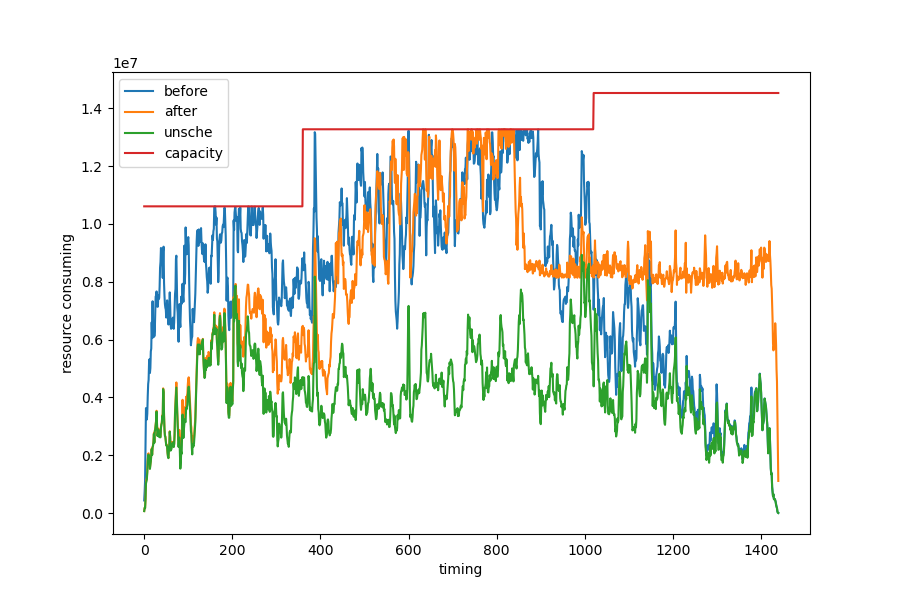 1e7
before
after
unsche
capacity
1.4
1.2
1.0
0.8
0.6
0.4
0.2
0.0
resource consuming
0 200 400 600 800 1000 1200 1400
timing